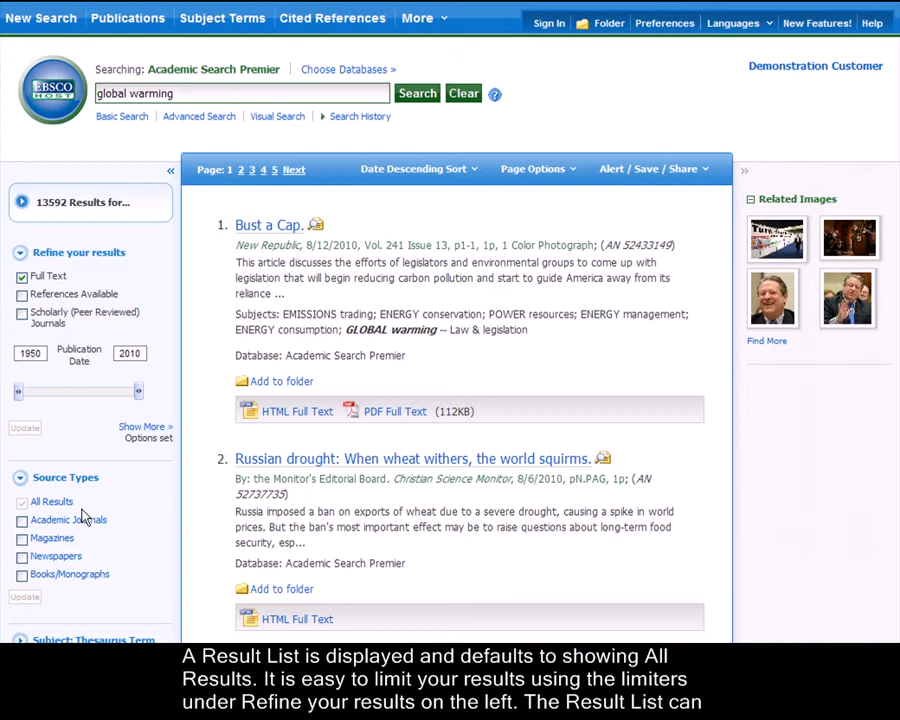 New Search Publications Subject Terms Cited References More
Sign In Folder Preferences Languages New Features! Help
Searching: Academic Search Premier Choose Databases »
Demonstration Customer
EBSCO HOST
global warming Search Clear ?
Basic Search Advanced Search Visual Search Search History
« Page: 1 2 3 4 5 Next Date Descending Sort Page Options Alert / Save / Share »
13592 Results for...
Refine your results
Full Text
References Available
Scholarly (Peer Reviewed) Journals
1950 Publication Date 2010
Update
Show More »
Options set
Source Types
All Results
Academic Journals
Magazines
Newspapers
Books/Monographs
Update
Subject: Thesaurus Term
1. Bust a Cap.
New Republic, 8/12/2010, Vol. 241 Issue 13, p1-1, 1p, 1 Color Photograph; (AN 52433149)
This article discusses the efforts of legislators and environmental groups to come up with
legislation that will begin reducing carbon pollution and start to guide America away from its
reliance ...
Subjects: EMISSIONS trading; ENERGY conservation; POWER resources; ENERGY management;
ENERGY consumption; GLOBAL warming -- Law & legislation
Database: Academic Search Premier
Add to folder
HTML Full Text PDF Full Text (112KB)
2. Russian drought: When wheat withers, the world squirms.
By: the Monitor's Editorial Board. Christian Science Monitor, 8/6/2010, pN.PAG, 1p; (AN
52737735)
Russia imposed a ban on exports of wheat due to a severe drought, causing a spike in world
prices. But the ban's most important effect may be to raise questions about long-term food
security, esp...
Database: Academic Search Premier
Add to folder
HTML Full Text
Related Images
Find More
A Result List is displayed and defaults to showing All
Results. It is easy to limit your results using the limiters
under Refine your results on the left. The Result List can